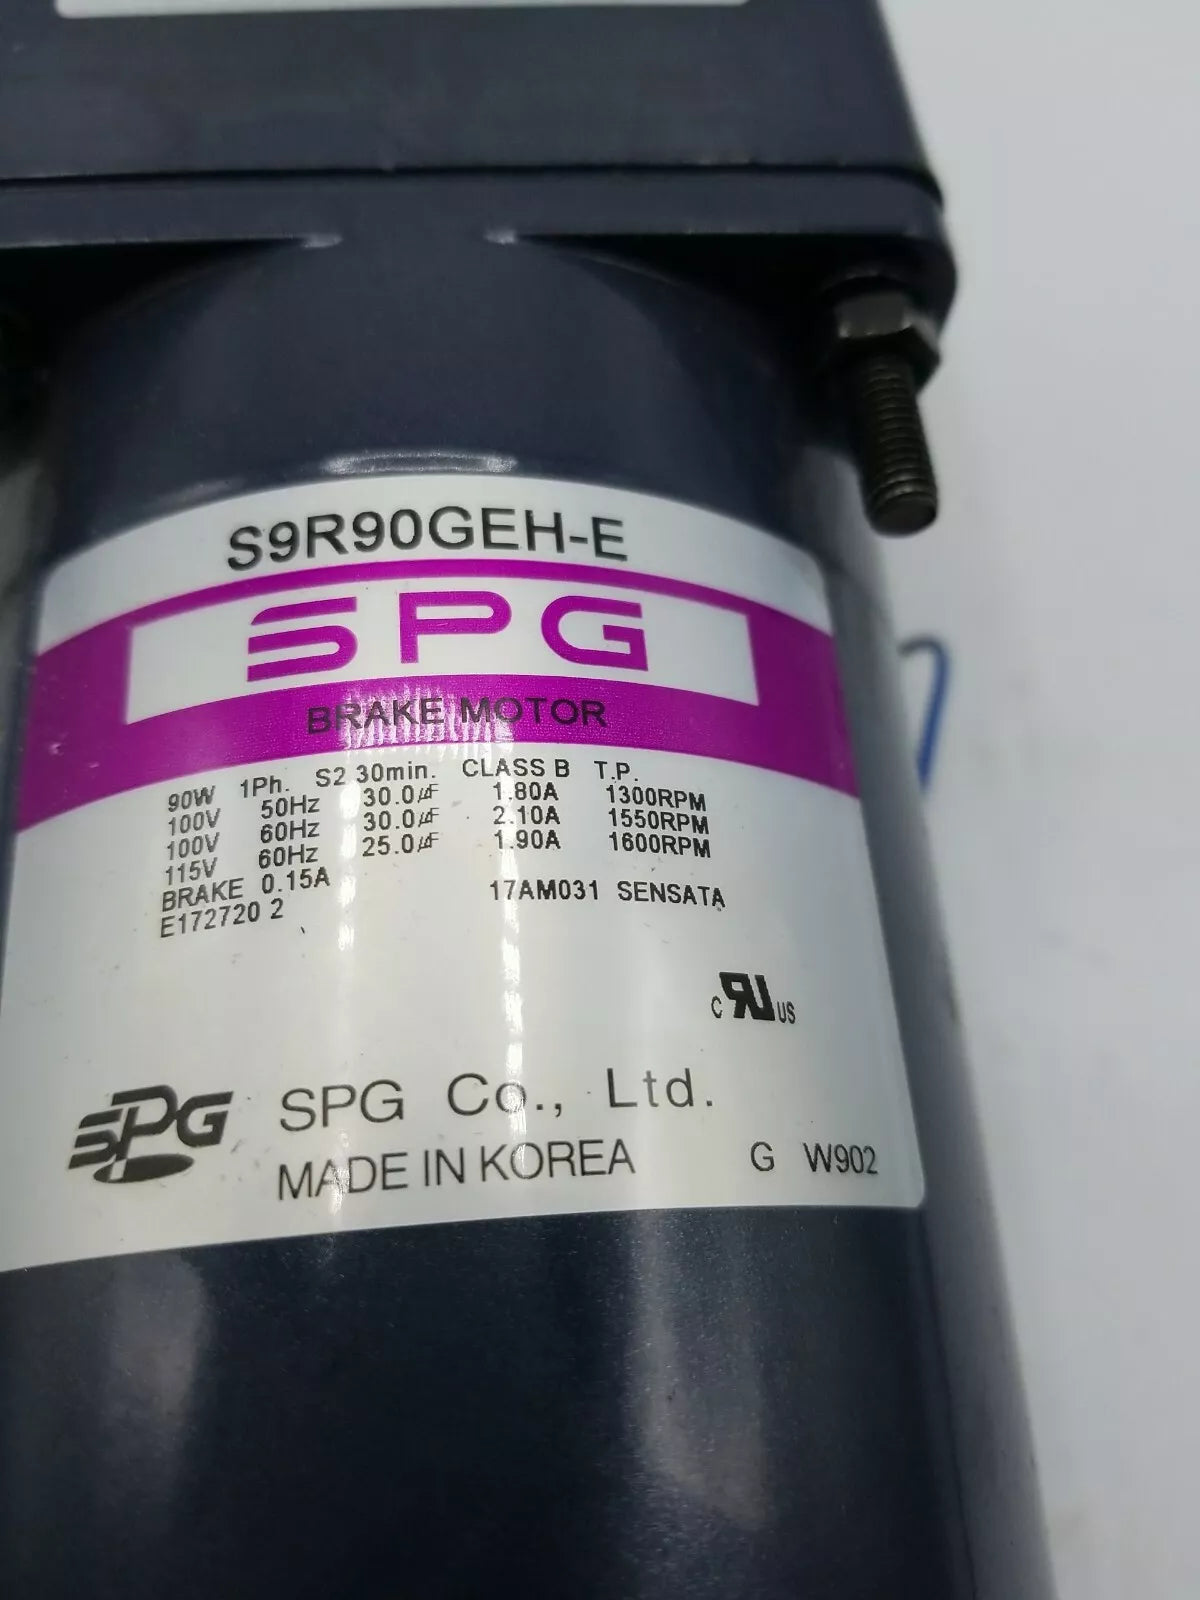 S9R90GEH-E
SPG
BRAKE MOTOR
90W 1Ph. S2 30min. CLASS B T.P.
100V 50Hz 30.0μF 1.80A 1300RPM
100V 60Hz 30.0μF 2.10A 1550RPM
115V 60Hz 25.0μF 1.90A 1600RPM
BRAKE 0.15A 17AM031 SENSATA
E172720 2
c RU US
SPG SPG Co., Ltd.
MADE IN KOREA G W902